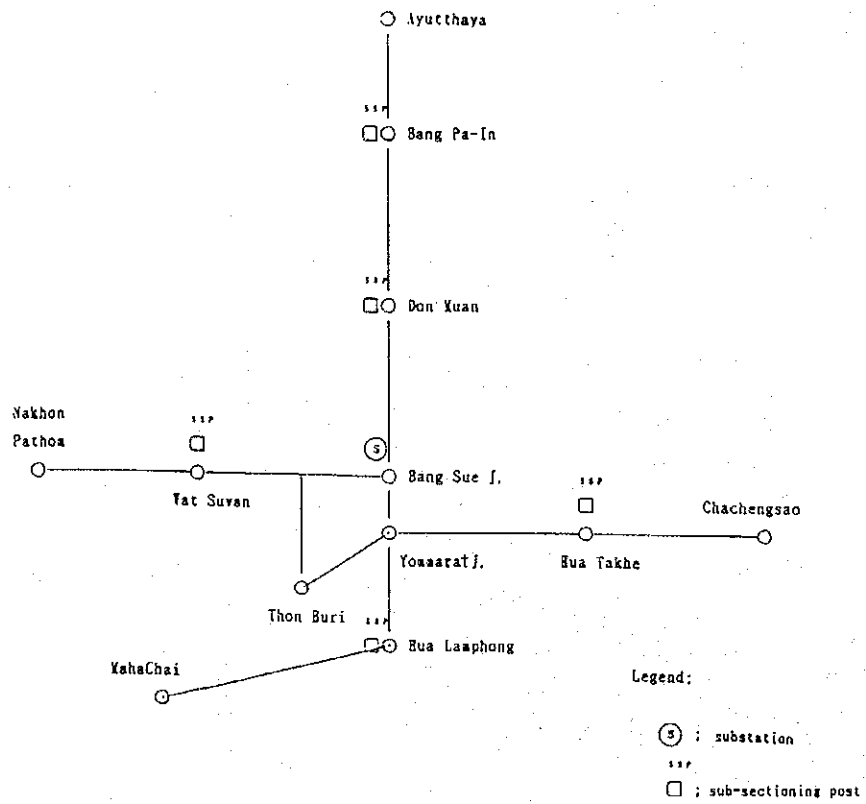 Ayutthaya
SSP
Bang Pa-In
SSP
Don Muan
Nakhon
Pathom
SSP
S
Bang Sue J.
SSP
Wat Suwan
Chachengsao
Yomaarat J.
Hua Takhe
Thon Buri
SSP
Hua Lamphong
MahaChai
Legend;
S ; substation
SSP
; sub-sectioning post